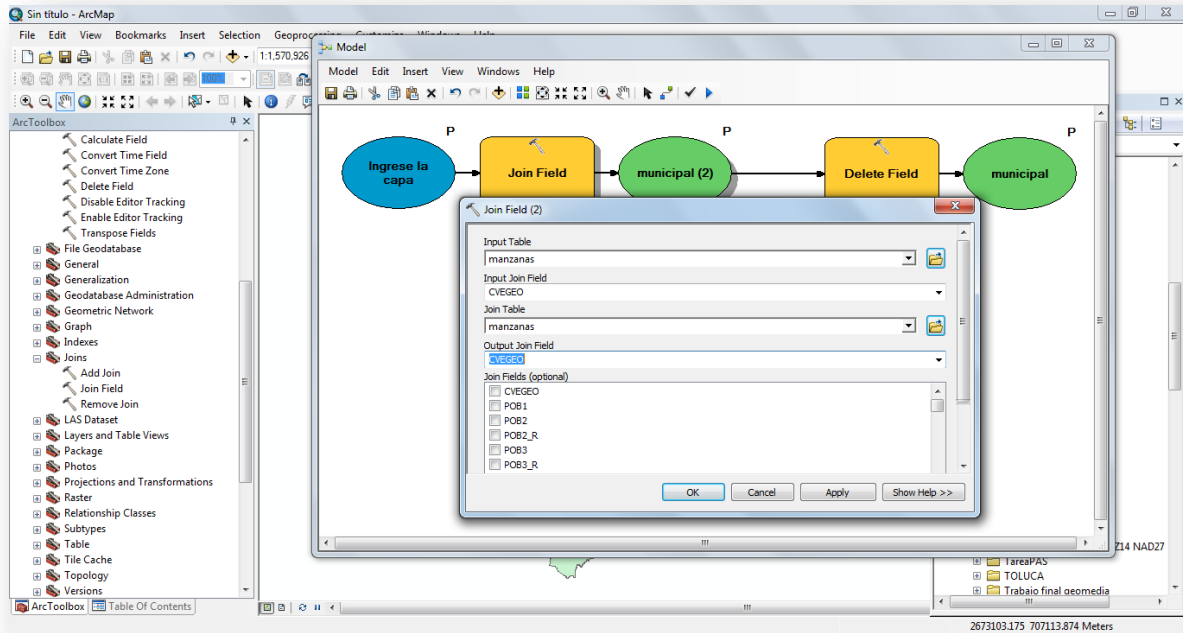 Sin título - ArcMap
File Edit View Bookmarks Insert Selection
1:1,570,926
100%
ArcToolbox
Calculate Field
Convert Time Field
Convert Time Zone
Delete Field
Disable Editor Tracking
Enable Editor Tracking
Transpose Fields
File Geodatabase
General
Generalization
Geodatabase Administration
Geometric Network
Graph
Indexes
Joins
Add Join
Join Field
Remove Join
LAS Dataset
Layers and Table Views
Package
Photos
Projections and Transformations
Raster
Relationship Classes
Subtypes
Table
Tile Cache
Topology
Versions
ArcToolbox Table Of Contents
Model
Model Edit Insert View Windows Help
P P P
Ingrese la capa
Join Field
municipal (2)
Delete Field
municipal
Join Field (2)
Input Table
manzanas
Input Join Field
CVEGEO
Join Table
manzanas
Output Join Field
CVEGEO
Join Fields (optional)
CVEGEO
POB1
POB2
POB2_R
POB3
POB3_R
OK Cancel Apply Show Help >>
Z14 NAD27
TareaPAS
TOLUCA
Trabajo final geomedia
2673103.175 707113.874 Meters